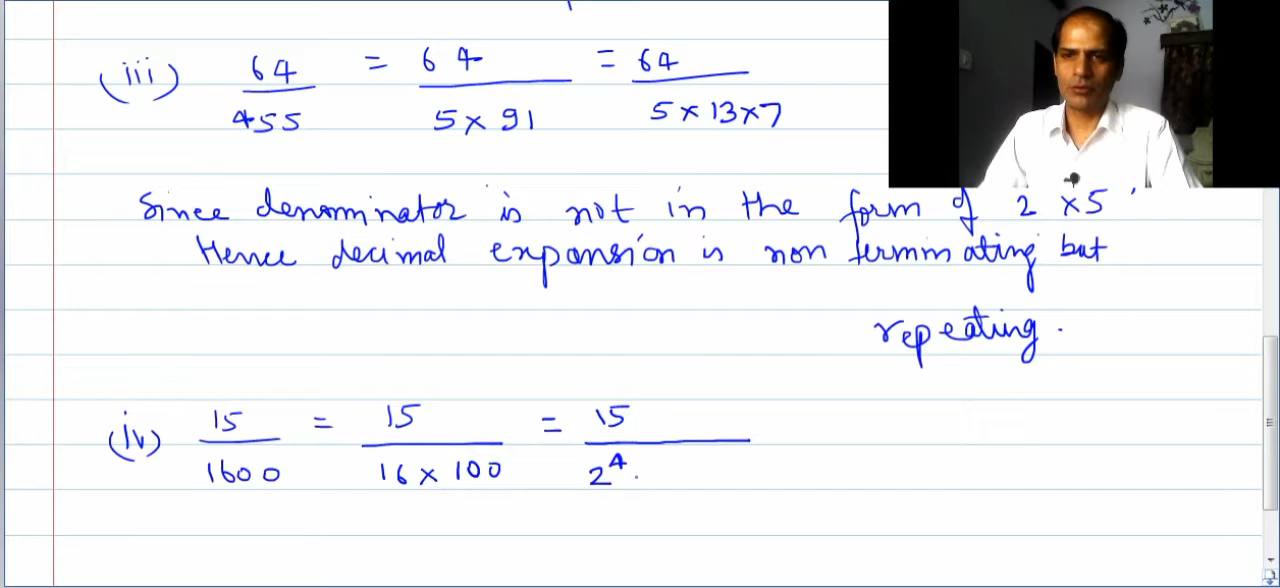 (iii) 64/455 = 64/5×91 = 64/5×13×7
Since denominator is not in the form of 2 ×5
Hence decimal expansion is non terminating but
repeating.
(iv) 15/1600 = 15/16×100 = 15/2⁴.